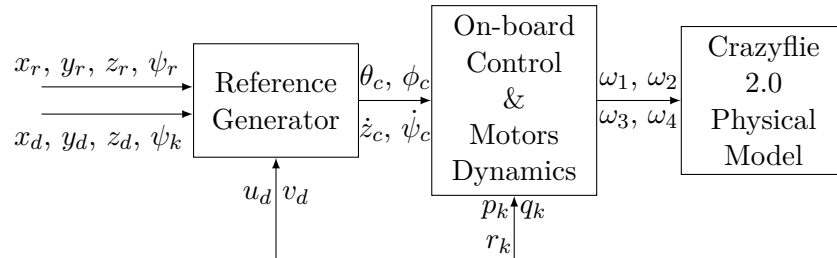 x_r, y_r, z_r, ψ_r
x_d, y_d, z_d, ψ_k
Reference
Generator
u_d v_d
θ_c, ϕ_c
ż_c, ψ̇_c
On-board
Control
&
Motors
Dynamics
p_k q_k
r_k
ω_1, ω_2
ω_3, ω_4
Crazyflie
2.0
Physical
Model